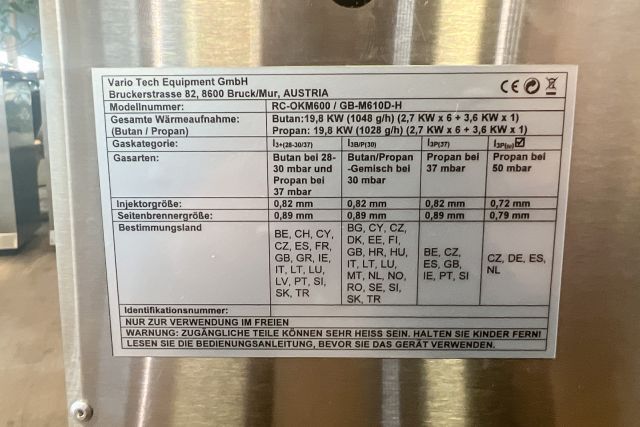 Vario Tech Equipment GmbH
Bruckerstrasse 82, 8600 Bruck/Mur, AUSTRIA
CE
Modellnummer: RC-OKM600 / GB-M610D-H
Gesamte Wärmeaufnahme: Butan:19,8 KW (1048 g/h) (2,7 KW x 6 + 3,6 KW x 1)
(Butan / Propan) Propan: 19,8 KW (1028 g/h) (2,7 KW x 6 + 3,6 KW x 1)
Gaskategorie: I3+(28-30/37) I3B/P(30) I3P(37) I3P(50)☑
Gasarten: Butan bei 28- Butan/Propan Propan bei Propan bei
30 mbar und -Gemisch bei 37 mbar 50 mbar
Propan bei 30 mbar
37 mbar
Injektorgröße: 0,82 mm 0,82 mm 0,82 mm 0,72 mm
Seitenbrennergröße: 0,89 mm 0,89 mm 0,89 mm 0,79 mm
Bestimmungsland
BE, CH, CY,
CZ, ES, FR,
GB, GR, IE,
IT, LT, LU,
LV, PT, SI,
SK, TR
BG, CY, CZ,
DK, EE, FI,
GB, HR, HU,
IT, LT, LU,
MT, NL, NO,
RO, SE, SI,
SK, TR
BE, CZ,
ES, GB,
IE, PT, SI
CZ, DE, ES,
NL
Identifikationsnummer:
NUR ZUR VERWENDUNG IM FREIEN
WARNUNG: ZUGÄNGLICHE TEILE KÖNNEN SEHR HEISS SEIN. HALTEN SIE KINDER FERN!
LESEN SIE DIE BEDIENUNGSANLEITUNG, BEVOR SIE DAS GERÄT VERWENDEN.